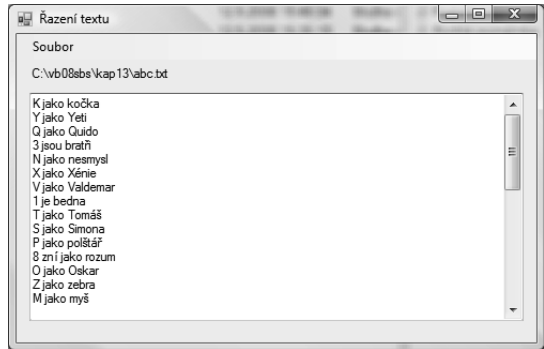 Řazení textu
Soubor
C:\vb08sbs\kap13\abc.txt
K jako kočka
Y jako Yeti
Q jako Quido
3 jsou bratři
N jako nesmysl
X jako Xénie
V jako Valdemar
1 je bedna
T jako Tomáš
S jako Simona
P jako polštář
8 zní jako rozum
O jako Oskar
Z jako zebra
M jako myš